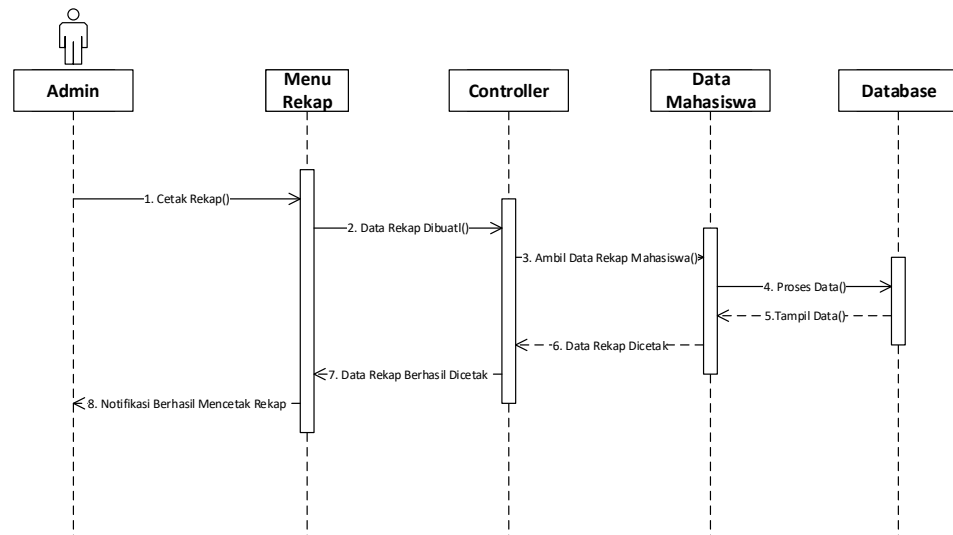 Admin
Menu
Rekap
Controller
Data
Mahasiswa
Database
1. Cetak Rekap()
2. Data Rekap Dibuatl()
3. Ambil Data Rekap Mahasiswa()
4. Proses Data()
5.Tampil Data()
6. Data Rekap Dicetak
7. Data Rekap Berhasil Dicetak
8. Notifikasi Berhasil Mencetak Rekap